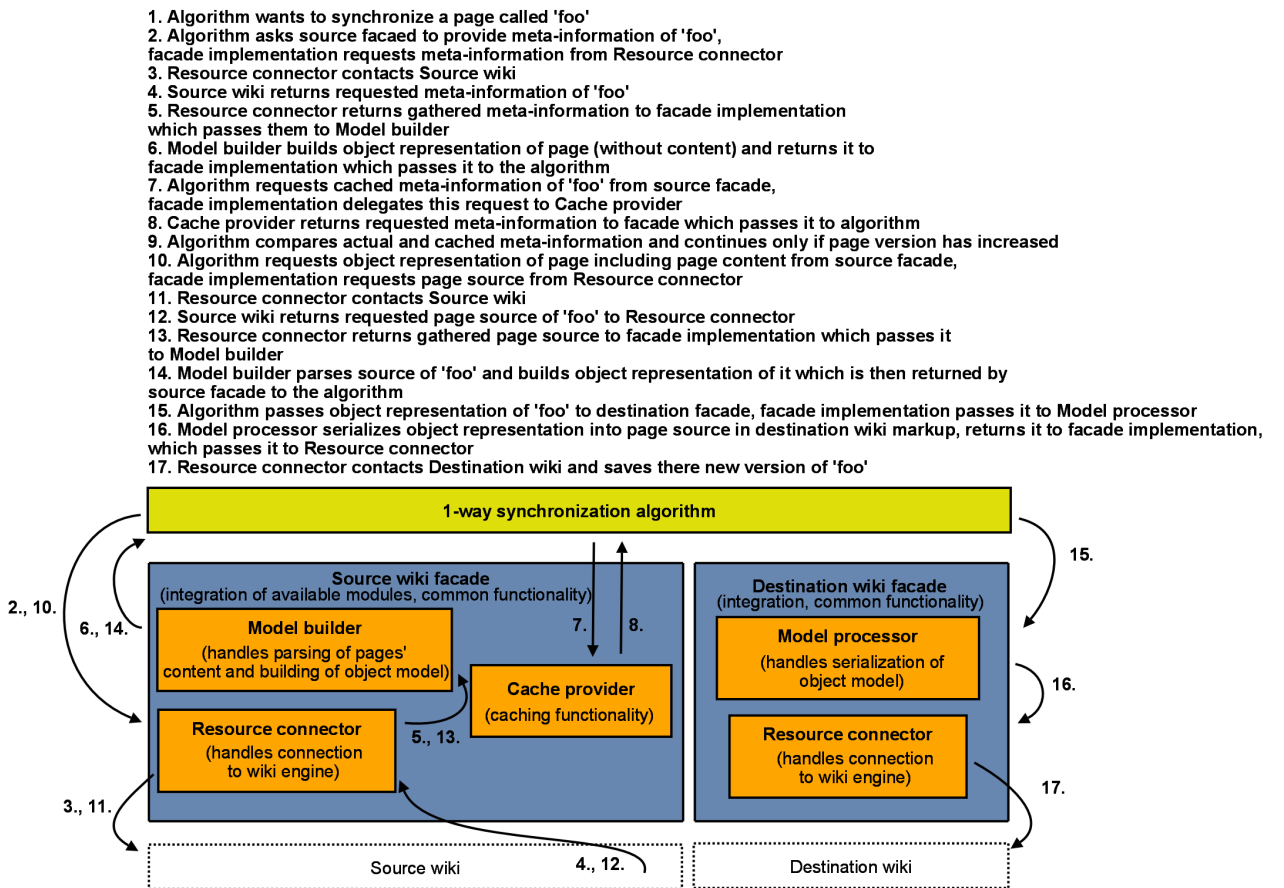 1. Algorithm wants to synchronize a page called 'foo'
2. Algorithm asks source facaed to provide meta-information of 'foo',
facade implementation requests meta-information from Resource connector
3. Resource connector contacts Source wiki
4. Source wiki returns requested meta-information of 'foo'
5. Resource connector returns gathered meta-information to facade implementation
which passes them to Model builder
6. Model builder builds object representation of page (without content) and returns it to
facade implementation which passes it to the algorithm
7. Algorithm requests cached meta-information of 'foo' from source facade,
facade implementation delegates this request to Cache provider
8. Cache provider returns requested meta-information to facade which passes it to algorithm
9. Algorithm compares actual and cached meta-information and continues only if page version has increased
10. Algorithm requests object representation of page including page content from source facade,
facade implementation requests page source from Resource connector
11. Resource connector contacts Source wiki
12. Source wiki returns requested page source of 'foo' to Resource connector
13. Resource connector returns gathered page source to facade implementation which passes it
to Model builder
14. Model builder parses source of 'foo' and builds object representation of it which is then returned by
source facade to the algorithm
15. Algorithm passes object representation of 'foo' to destination facade, facade implementation passes it to Model processor
16. Model processor serializes object representation into page source in destination wiki markup, returns it to facade implementation,
which passes it to Resource connector
17. Resource connector contacts Destination wiki and saves there new version of 'foo'
1-way synchronization algorithm
Source wiki facade
(integration of available modules, common functionality)
2., 10.
6., 14.
Model builder
(handles parsing of pages'
content and building of object model)
7.
8.
Cache provider
(caching functionality)
Resource connector
(handles connection
to wiki engine)
5., 13.
3., 11.
Source wiki
4., 12.
Destination wiki facade
(integration, common functionality)
15.
Model processor
(handles serialization of
object model)
16.
Resource connector
(handles connection
to wiki engine)
17.
Destination wiki